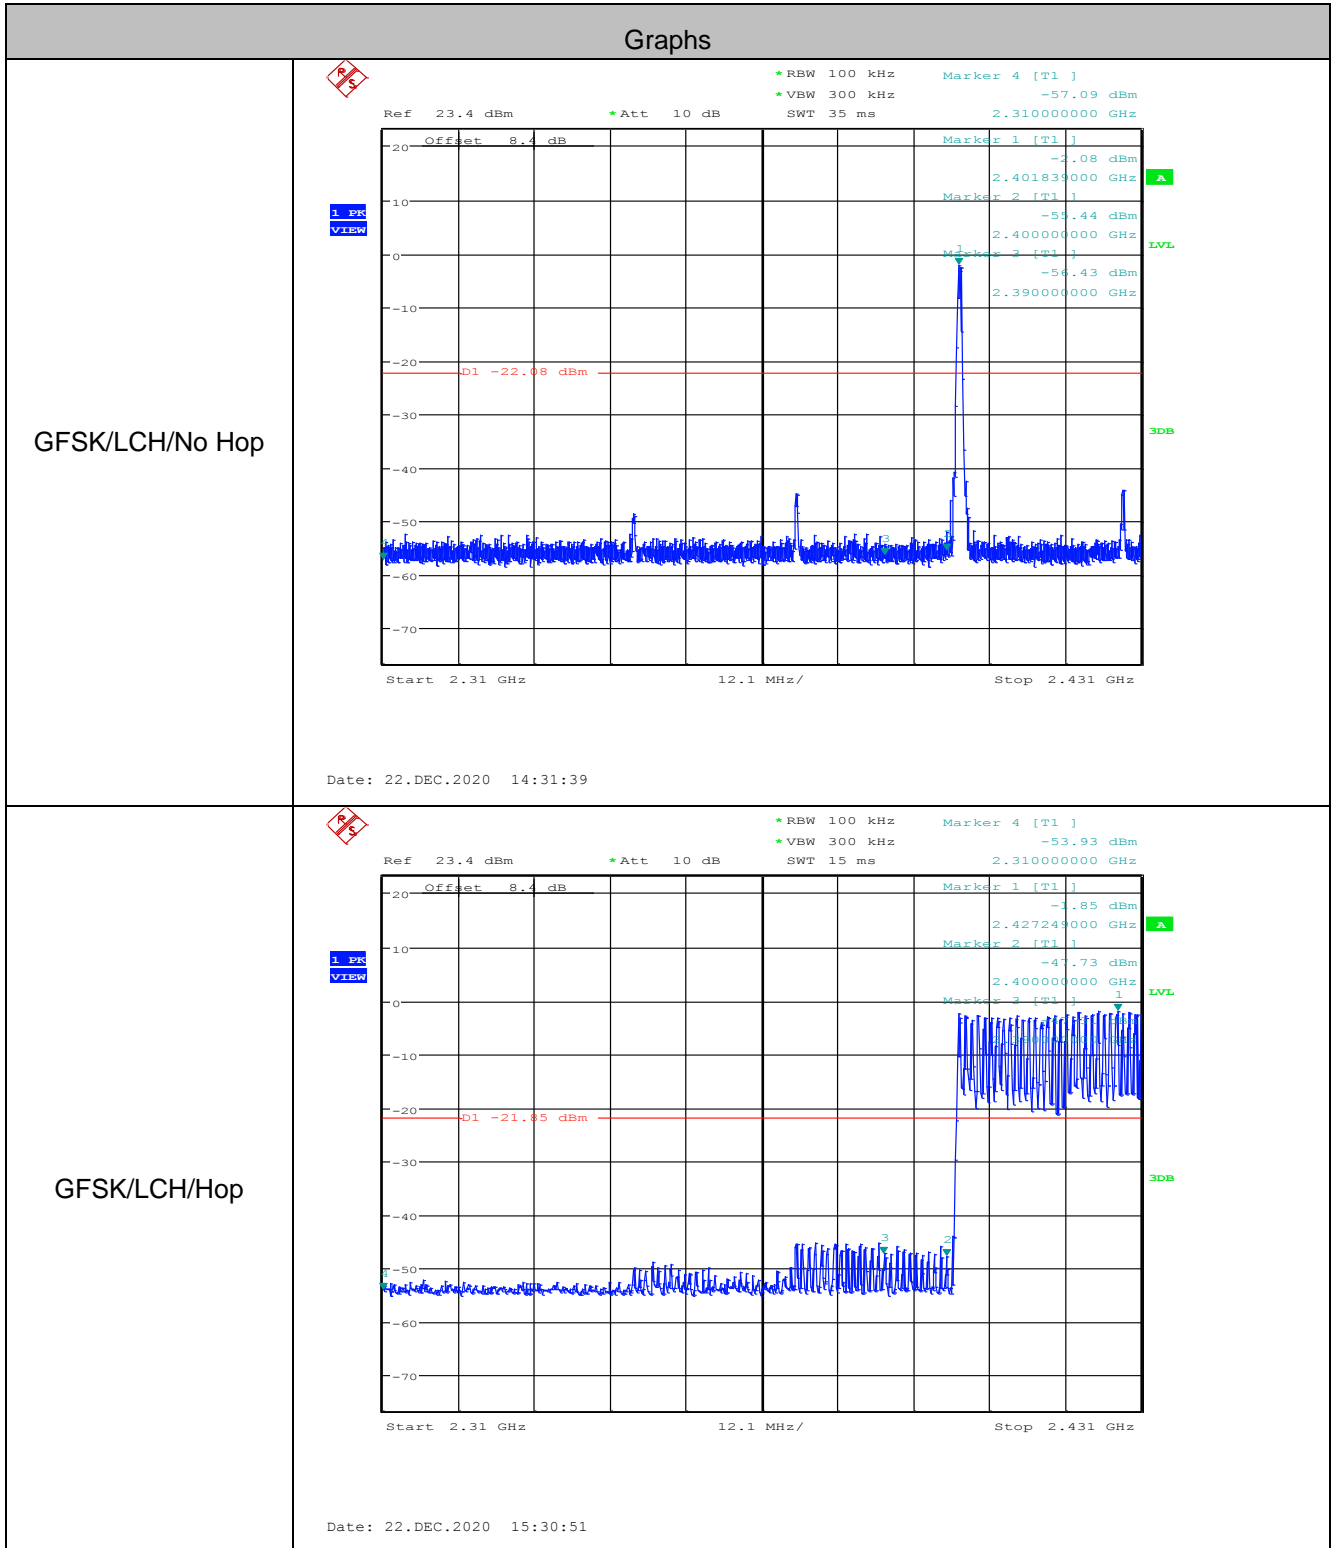 Graphs
GFSK/LCH/No Hop
R S
*RBW 100 kHz
Marker 4 [T1 ]
*VBW 300 kHz
-57.09 dBm
Ref 23.4 dBm
*Att 10 dB
SWT 35 ms
2.310000000 GHz
Offset 8.4 dB
Marker 1 [T1 ]
-2.08 dBm
2.401839000 GHz
A
Marker 2 [T1 ]
-55.44 dBm
2.400000000 GHz
LVL
Marker 3 [T1 ]
-56.43 dBm
2.390000000 GHz
1 PK
VIEW
20
10
0
-10
-20
D1 -22.08 dBm
-30
3DB
-40
-50
-60
-70
1
3
Start 2.31 GHz
12.1 MHz/
Stop 2.431 GHz
Date: 22.DEC.2020 14:31:39
GFSK/LCH/Hop
R S
*RBW 100 kHz
Marker 4 [T1 ]
*VBW 300 kHz
-53.93 dBm
Ref 23.4 dBm
*Att 10 dB
SWT 15 ms
2.310000000 GHz
Offset 8.4 dB
Marker 1 [T1 ]
-1.85 dBm
2.427249000 GHz
A
Marker 2 [T1 ]
-47.73 dBm
2.400000000 GHz
LVL
Marker 3 [T1 ]
1 PK
VIEW
20
10
0
-10
-20
D1 -21.85 dBm
-30
3DB
-40
-50
-60
-70
1
2
3
4
Start 2.31 GHz
12.1 MHz/
Stop 2.431 GHz
Date: 22.DEC.2020 15:30:51